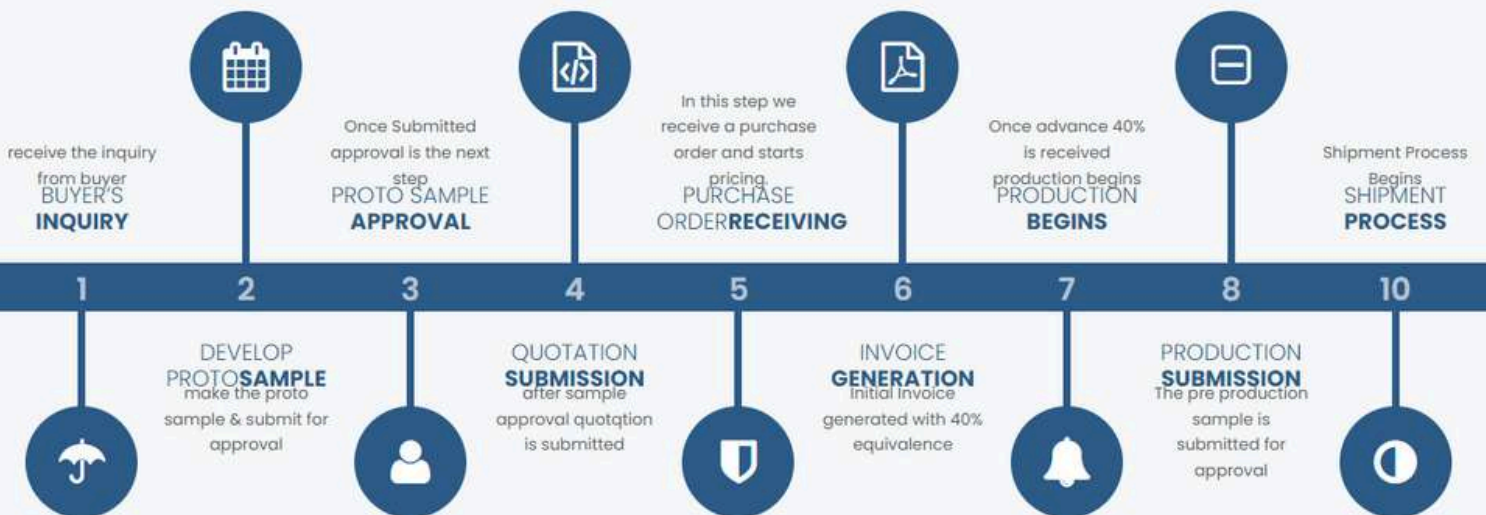 receive the inquiry
from buyer
BUYER'S
INQUIRY
1
2
DEVELOP
PROTOSAMPLE
make the proto
sample & submit for
approval
Once Submitted
approval is the next
step
PROTO SAMPLE
APPROVAL
3
4
QUOTATION
SUBMISSION
after sample
approval quotqtion
is submitted
In this step we
receive a purchase
order and starts
pricing.
PURCHASE
ORDERRECEIVING
5
6
INVOICE
GENERATION
Initial Invoice
generated with 40%
equivalence
Once advance 40%
is received
production begins
PRODUCTION
BEGINS
7
8
PRODUCTION
SUBMISSION
The pre production
sample is
submitted for
approval
Shipment Process
Begins
SHIPMENT
PROCESS
10